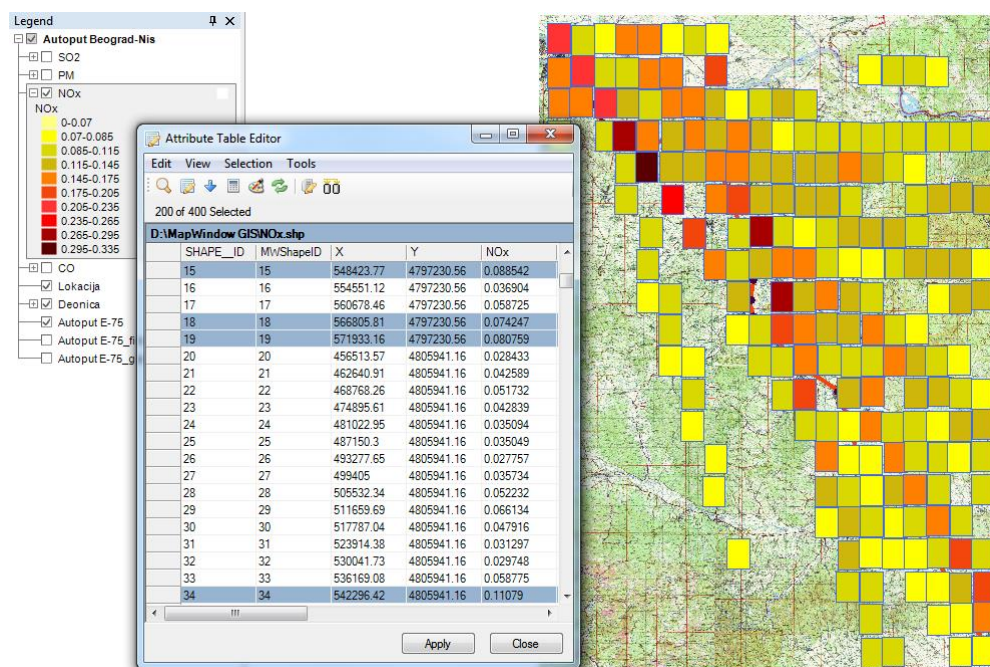 Legend
Autoput Beograd-Nis
SO2
PM
NOx
NOx
0-0.07
0.07-0.085
0.085-0.115
0.115-0.145
0.145-0.175
0.175-0.205
0.205-0.235
0.235-0.265
0.265-0.295
0.295-0.335
CO
Lokacija
Deonica
Autoput E-75
Autoput E-75_fi
Autoput E-75_g
Attribute Table Editor
Edit View Selection Tools
200 of 400 Selected
D:\MapWindow GIS\NOx.shp
SHAPE__ID MWShapeID X Y NOx
15 15 548423.77 4797230.56 0.088542
16 16 554551.12 4797230.56 0.036904
17 17 560678.46 4797230.56 0.058725
18 18 566805.81 4797230.56 0.074247
19 19 571933.16 4797230.56 0.080759
20 20 456513.57 4805941.16 0.028433
21 21 462640.91 4805941.16 0.042589
22 22 468768.26 4805941.16 0.051732
23 23 474895.61 4805941.16 0.042839
24 24 481022.95 4805941.16 0.035094
25 25 487150.3 4805941.16 0.035049
26 26 493277.65 4805941.16 0.027757
27 27 499405 4805941.16 0.035734
28 28 505532.34 4805941.16 0.052232
29 29 511659.69 4805941.16 0.066134
30 30 517787.04 4805941.16 0.047916
31 31 523914.38 4805941.16 0.031297
32 32 530041.73 4805941.16 0.029748
33 33 536169.08 4805941.16 0.058775
34 34 542296.42 4805941.16 0.11079
Apply Close